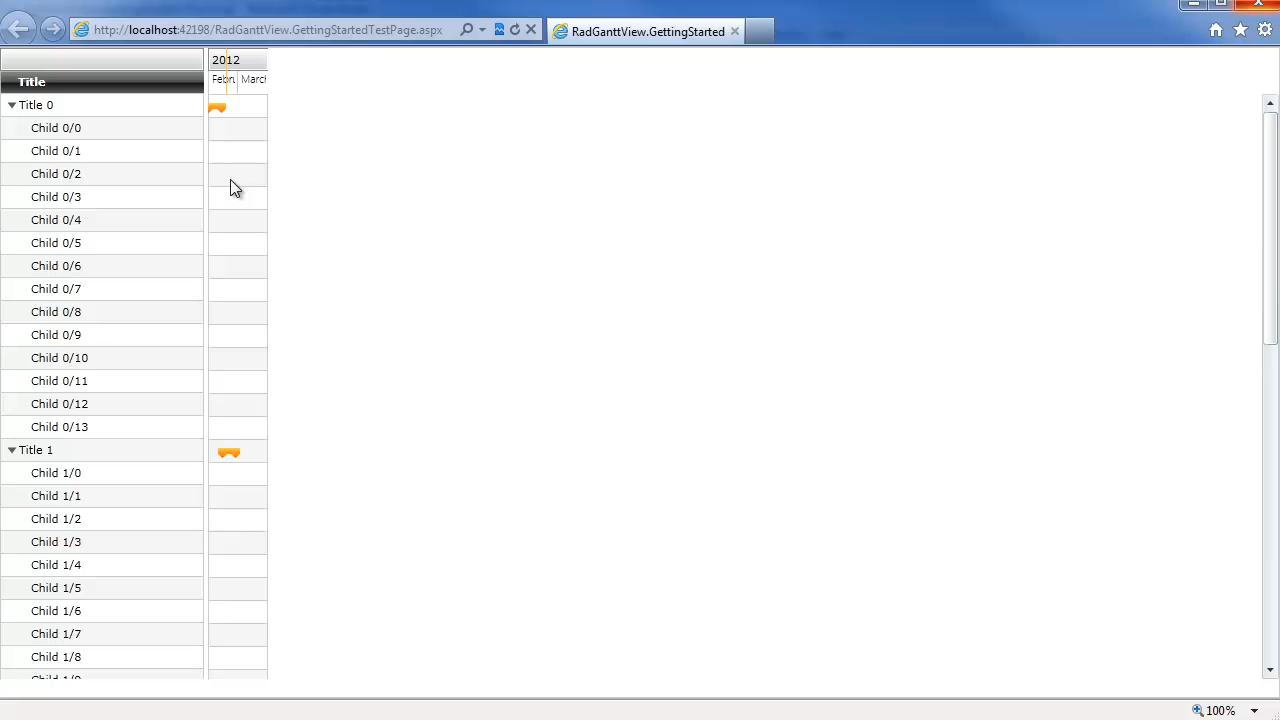 http://localhost:42198/RadGanttView.GettingStartedTestPage.aspx
RadGanttView.GettingStarted
2012
Title
Febru
March
Title 0
Child 0/0
Child 0/1
Child 0/2
Child 0/3
Child 0/4
Child 0/5
Child 0/6
Child 0/7
Child 0/8
Child 0/9
Child 0/10
Child 0/11
Child 0/12
Child 0/13
Title 1
Child 1/0
Child 1/1
Child 1/2
Child 1/3
Child 1/4
Child 1/5
Child 1/6
Child 1/7
Child 1/8
Child 1/9
100%